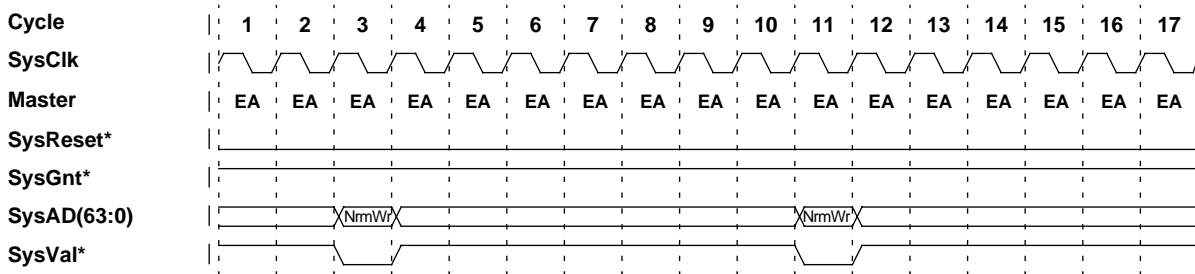 Cycle 1 2 3 4 5 6 7 8 9 10 11 12 13 14 15 16 17
SysClk
Master EA EA EA EA EA EA EA EA EA EA EA EA EA EA EA EA EA
SysReset*
SysGnt*
SysAD(63:0) NrmWr NrmWr
SysVal*